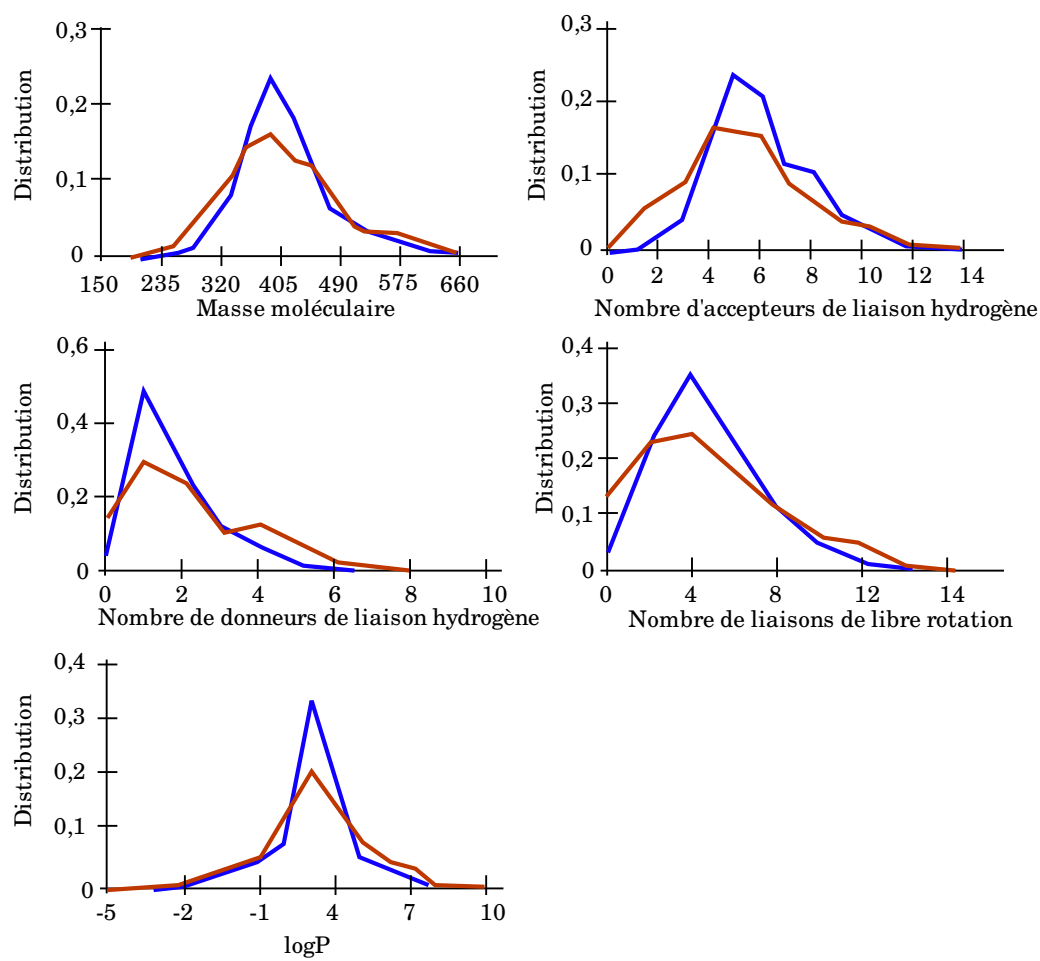 0,3
0,2
0,1
0
Distribution
150 235 320 405 490 575 660
Masse moléculaire
0,3
0,2
0,1
0
Distribution
0 2 4 6 8 10 12 14
Nombre d'accepteurs de liaison hydrogène
0,6
0,4
0,2
0
Distribution
0 2 4 6 8 10
Nombre de donneurs de liaison hydrogène
0,4
0,3
0,2
0,1
0
Distribution
0 4 8 12 14
Nombre de liaisons de libre rotation
0,4
0,3
0,2
0,1
0
Distribution
-5 -2 -1 4 7 10
logP